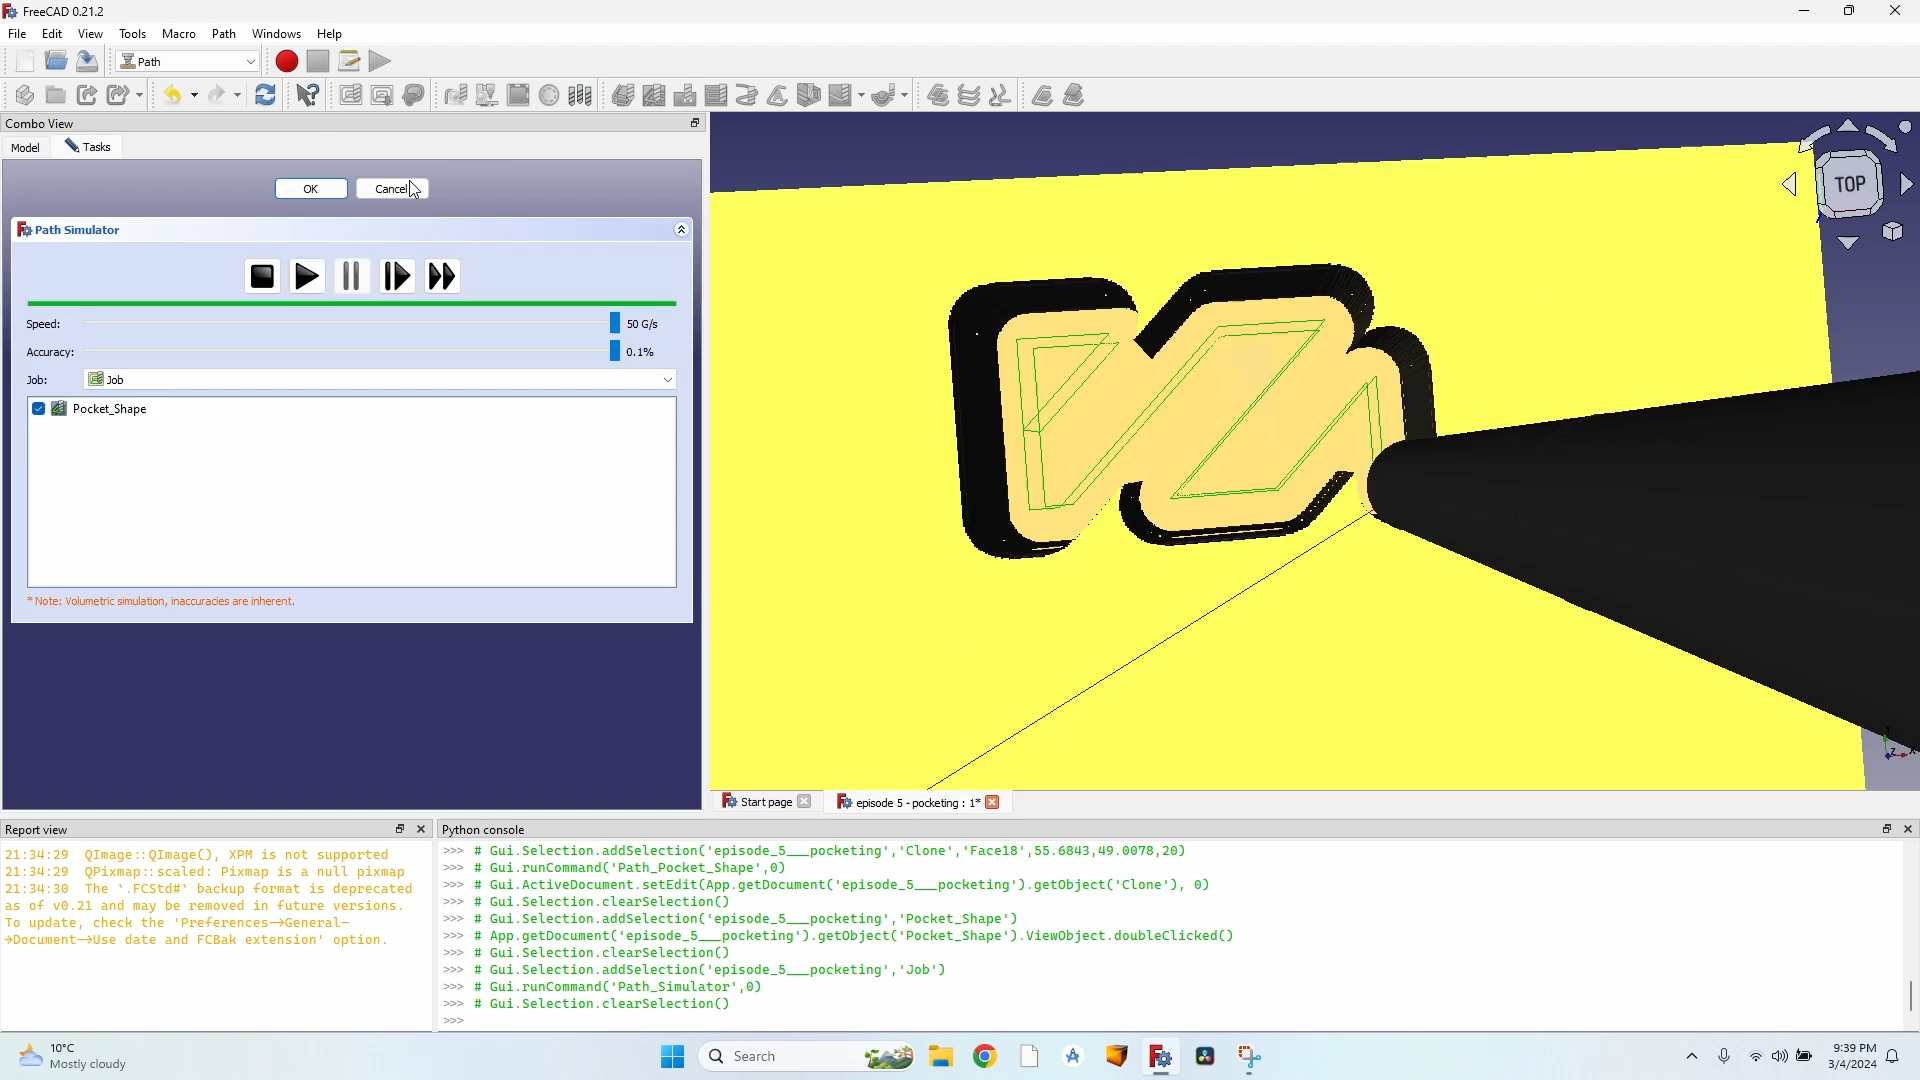 FreeCAD 0.21.2
File Edit View Tools Macro Path Windows Help
Path
Combo View
Model Tasks
OK Cancel
Path Simulator
Speed: 50 G/s
Accuracy: 0.1%
Job: Job
Pocket_Shape
* Note: Volumetric simulation, inaccuracies are inherent.
TOP
Y
Z X
Start page episode 5 - pocketing : 1*
Report view
21:34:29 QImage::QImage(), XPM is not supported
21:34:29 QPixmap::scaled: Pixmap is a null pixmap
21:34:30 The `.FCStd#` backup format is deprecated
as of v0.21 and may be removed in future versions.
To update, check the 'Preferences→General-
→Document→Use date and FCBak extension' option.
Python console
>>> # Gui.Selection.addSelection('episode_5___pocketing','Clone','Face18',55.6843,49.0078,20)
>>> # Gui.runCommand('Path_Pocket_Shape',0)
>>> # Gui.ActiveDocument.setEdit(App.getDocument('episode_5___pocketing').getObject('Clone'), 0)
>>> # Gui.Selection.clearSelection()
>>> # Gui.Selection.addSelection('episode_5___pocketing','Pocket_Shape')
>>> # App.getDocument('episode_5___pocketing').getObject('Pocket_Shape').ViewObject.doubleClicked()
>>> # Gui.Selection.clearSelection()
>>> # Gui.Selection.addSelection('episode_5___pocketing','Job')
>>> # Gui.runCommand('Path_Simulator',0)
>>> # Gui.Selection.clearSelection()
>>>
10°C
Mostly cloudy
Search
9:39 PM
3/4/2024